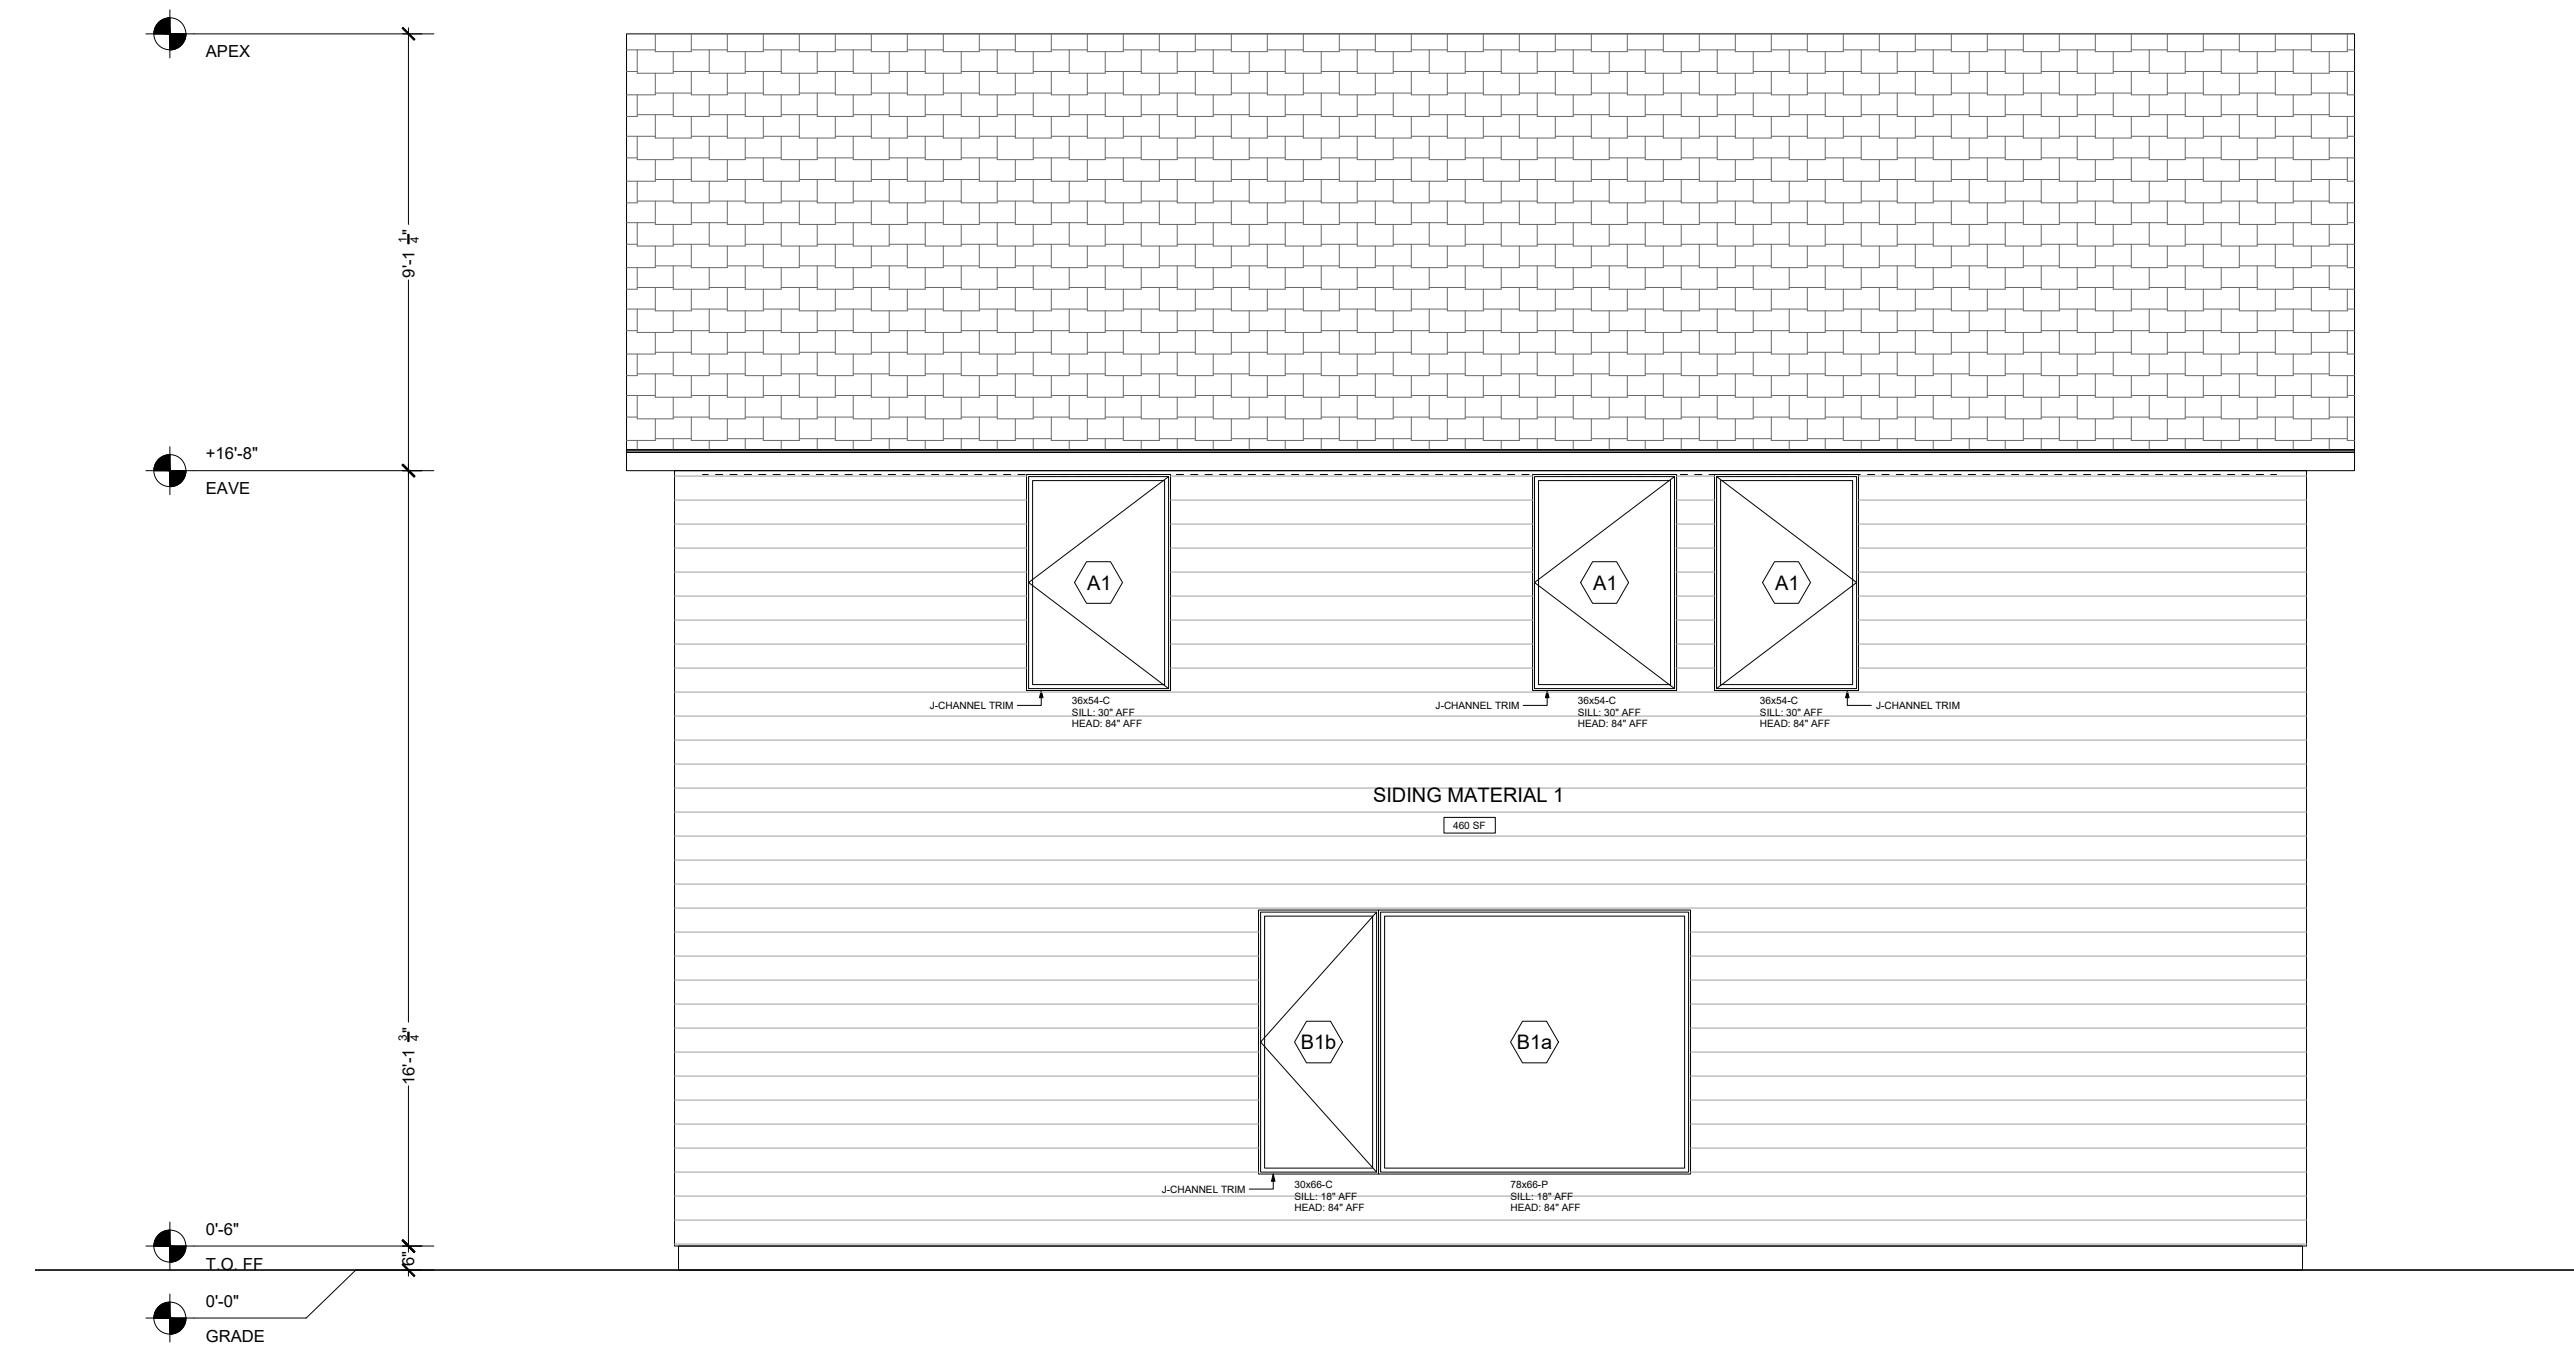 APEX
9'-1 1/4"
+16'-8"
EAVE
A1
A1
A1
J-CHANNEL TRIM
36x54-C
SILL: 30" AFF
HEAD: 84" AFF
J-CHANNEL TRIM
36x54-C
SILL: 30" AFF
HEAD: 84" AFF
36x54-C
SILL: 30" AFF
HEAD: 84" AFF
J-CHANNEL TRIM
SIDING MATERIAL 1
460 SF
16'-1 3/4"
B1b
B1a
J-CHANNEL TRIM
30x66-C
SILL: 18" AFF
HEAD: 84" AFF
78x66-P
SILL: 18" AFF
HEAD: 84" AFF
0'-6"
T.O. FF
6"
0'-0"
GRADE